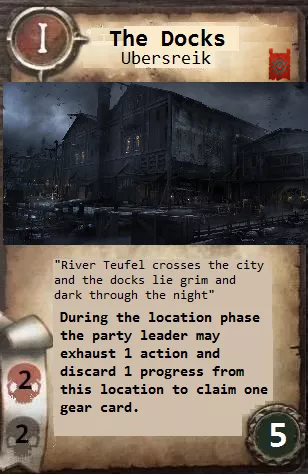 I
The Docks
Ubersreik
"River Teufel crosses the city
and the docks lie grim and
dark through the night"
During the location phase
the party leader may
exhaust 1 action and
discard 1 progress from
this location to claim one
gear card.
2
2
5